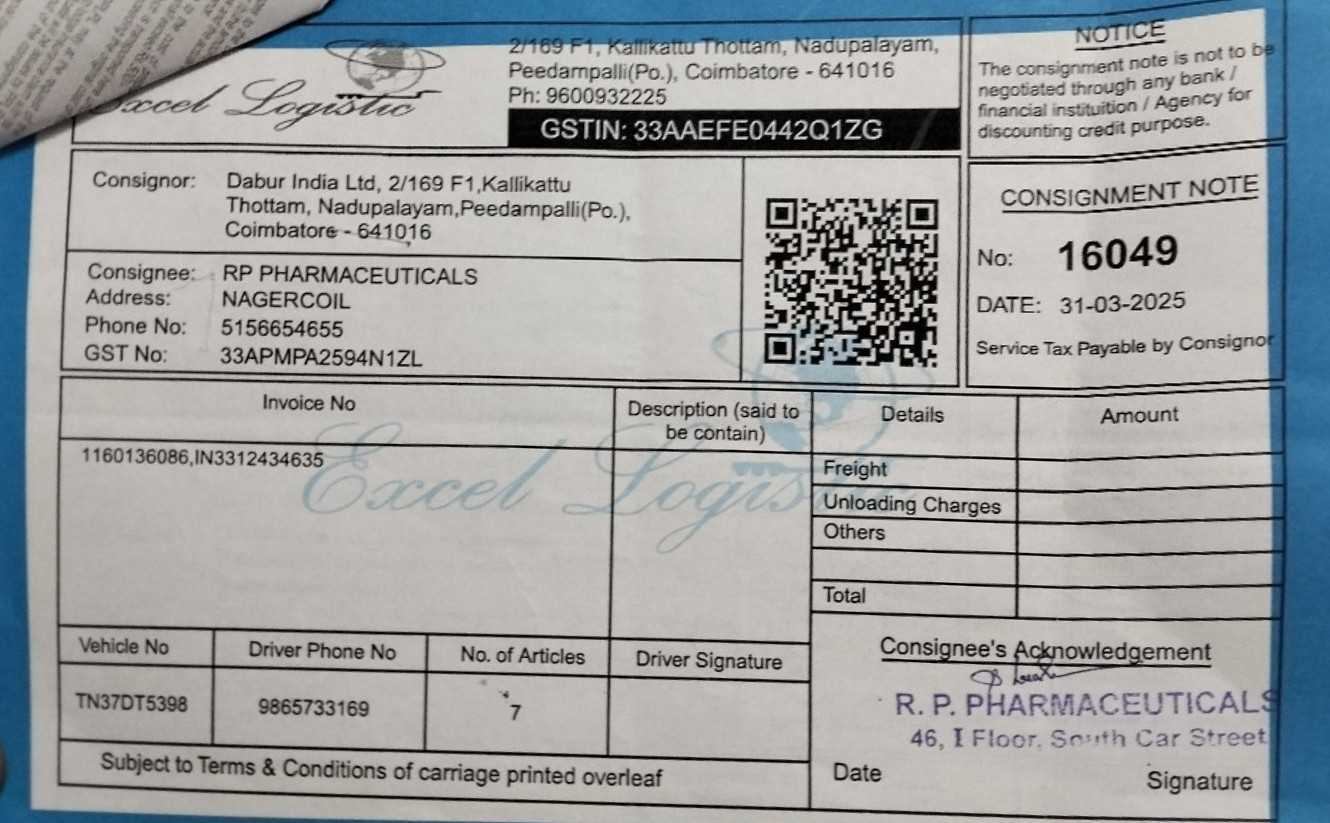 Excel Logistic
2/169 F1, Kallikattu Thottam, Nadupalayam,
Peedampalli(Po.), Coimbatore - 641016
Ph: 9600932225
GSTIN: 33AAEFE0442Q1ZG
NOTICE
The consignment note is not to be
negotiated through any bank /
financial instituition / Agency for
discounting credit purpose.
Consignor: Dabur India Ltd, 2/169 F1,Kallikattu
Thottam, Nadupalayam,Peedampalli(Po.),
Coimbatore - 641016
Consignee: RP PHARMACEUTICALS
Address: NAGERCOIL
Phone No: 5156654655
GST No: 33APMPA2594N1ZL
CONSIGNMENT NOTE
No: 16049
DATE: 31-03-2025
Service Tax Payable by Consignor
Invoice No
Description (said to
be contain)
Details Amount
1160136086,IN3312434635
Excel Logistic
Freight
Unloading Charges
Others
Total
Vehicle No Driver Phone No No. of Articles Driver Signature
TN37DT5398 9865733169 7
Consignee's Acknowledgement
R. P. PHARMACEUTICALS
46, I Floor, South Car Street
Date Signature
Subject to Terms & Conditions of carriage printed overleaf